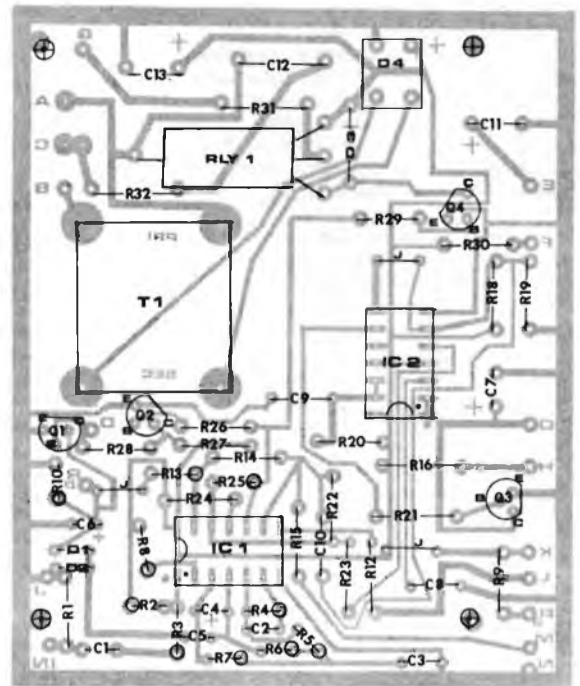 C13
C12
D4
A
R31
C11
C
RLY 1
D3
B
R32
C
E
R29
Q4
E
B
F
R30
J
R18
R19
T1
IC 2
C9
C7
E
Q2
C
R26
Q1
E
R28
R27
R20
D
R14
R16
R10
J
R13
R25
R22
Q3
B
R24
R21
C6
R8
IC 1
R15
C10
J
K
D1
R23
R12
C8
R9
L
R1
R2
C4
R4
R3
C5
C2
R5
C1
R7
R6
C3